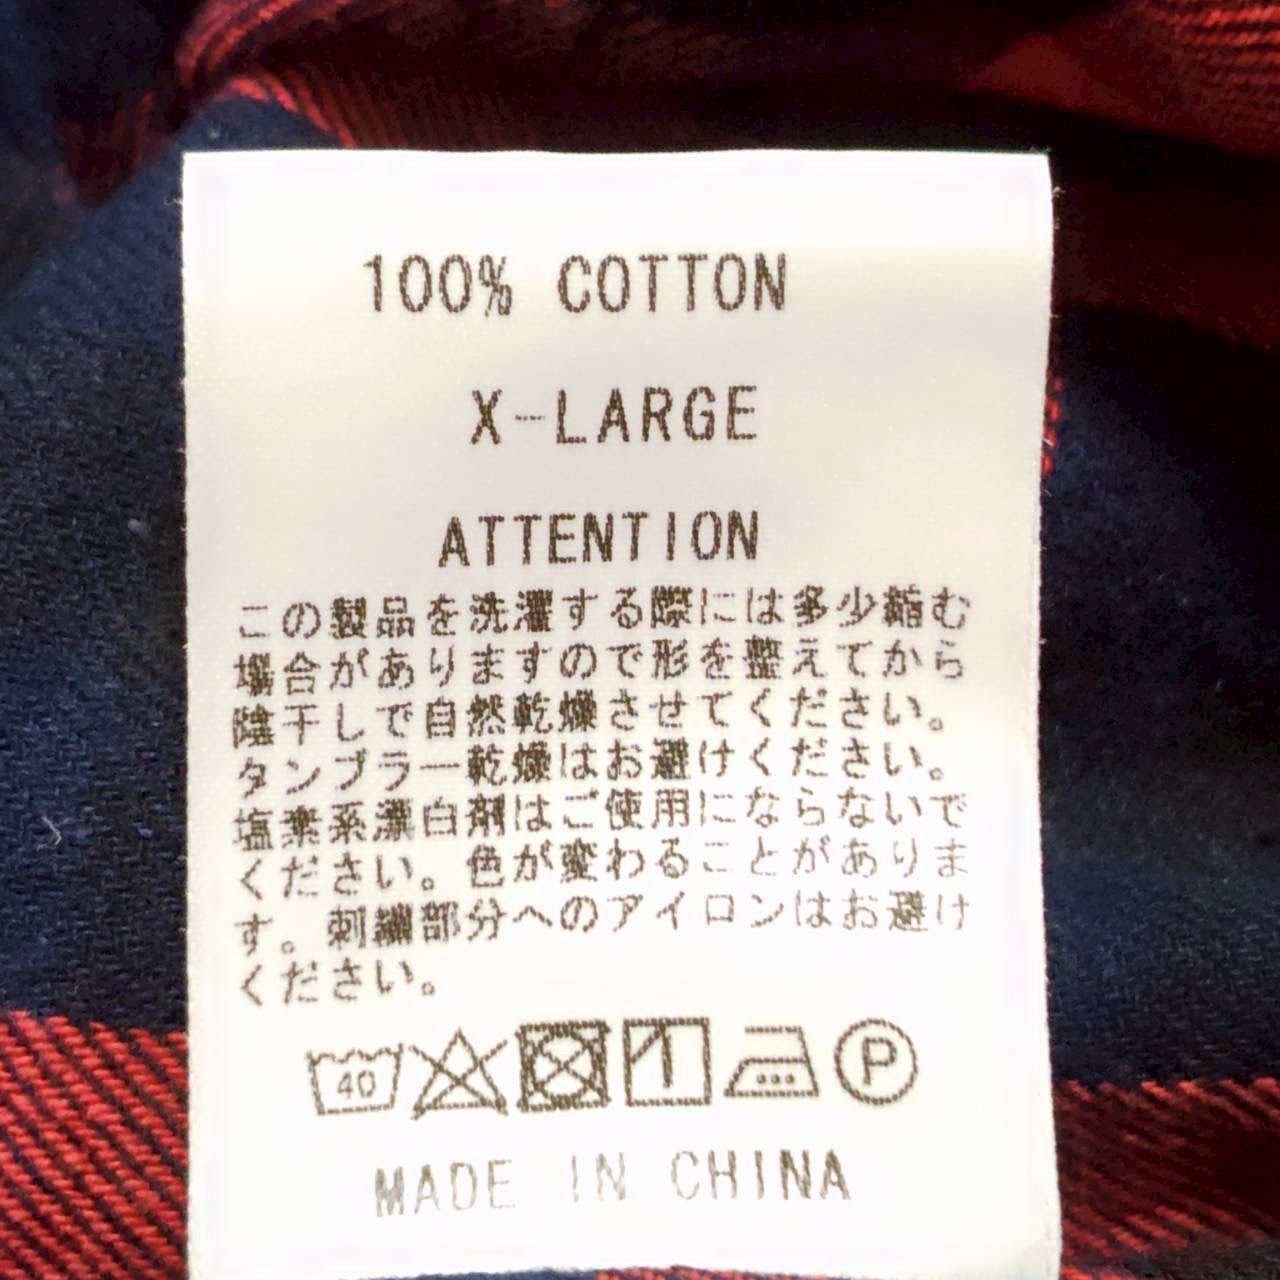 100% COTTON
X-LARGE
ATTENTION
この製品を洗濯する際には多少縮む
場合がありますので形を整えてから
陰干しで自然乾燥させてください。
タンブラー乾燥はお避けください。
塩素系漂白剤はご使用にならないで
ください。色が変わることがありま
す。刺繍部分へのアイロンはお避け
ください。
40
P
MADE IN CHINA